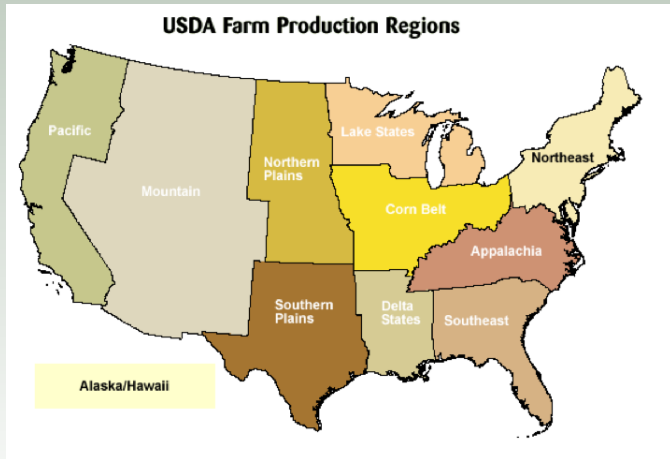 USDA Farm Production Regions
Pacific
Lake States
Northern
Plains
Northeast
Mountain
Corn Belt
Appalachia
Southern
Plains
Delta
States
Southeast
Alaska/Hawaii